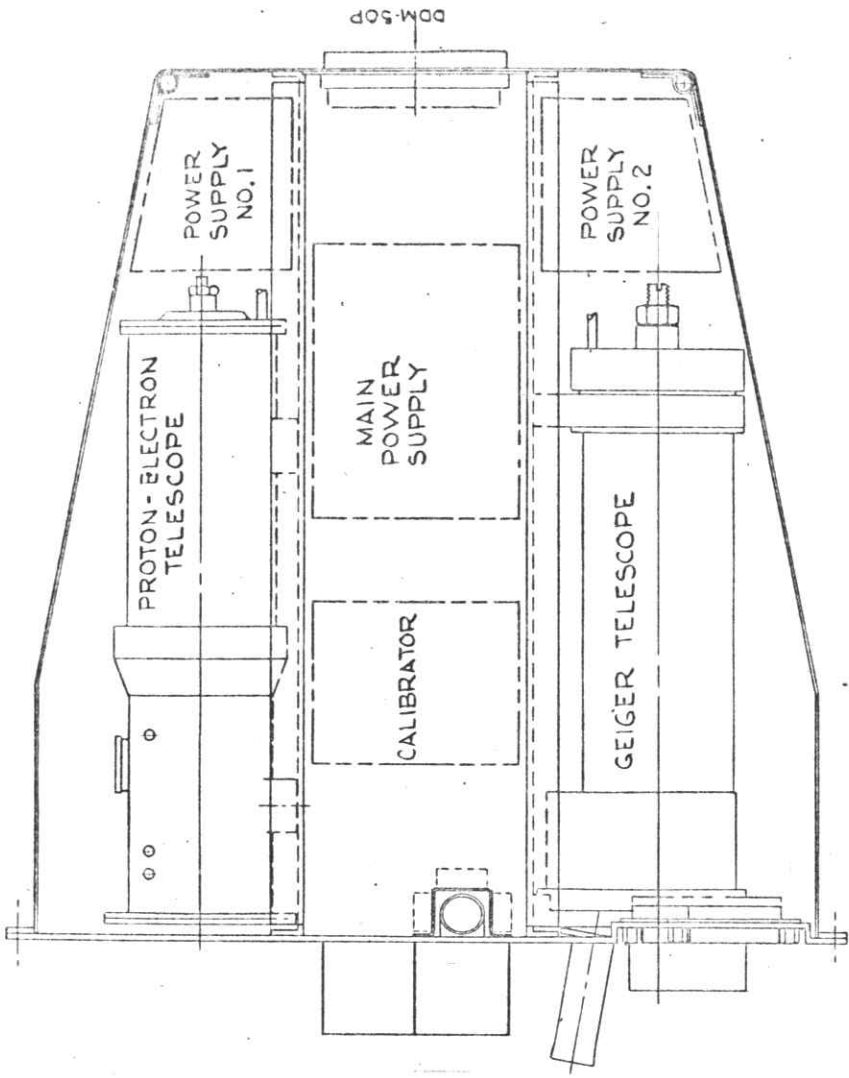 DDM-50P
POWER
SUPPLY
NO. 1
POWER
SUPPLY
NO. 2
MAIN
POWER
SUPPLY
PROTON-ELECTRON
TELESCOPE
CALIBRATOR
GEIGER TELESCOPE